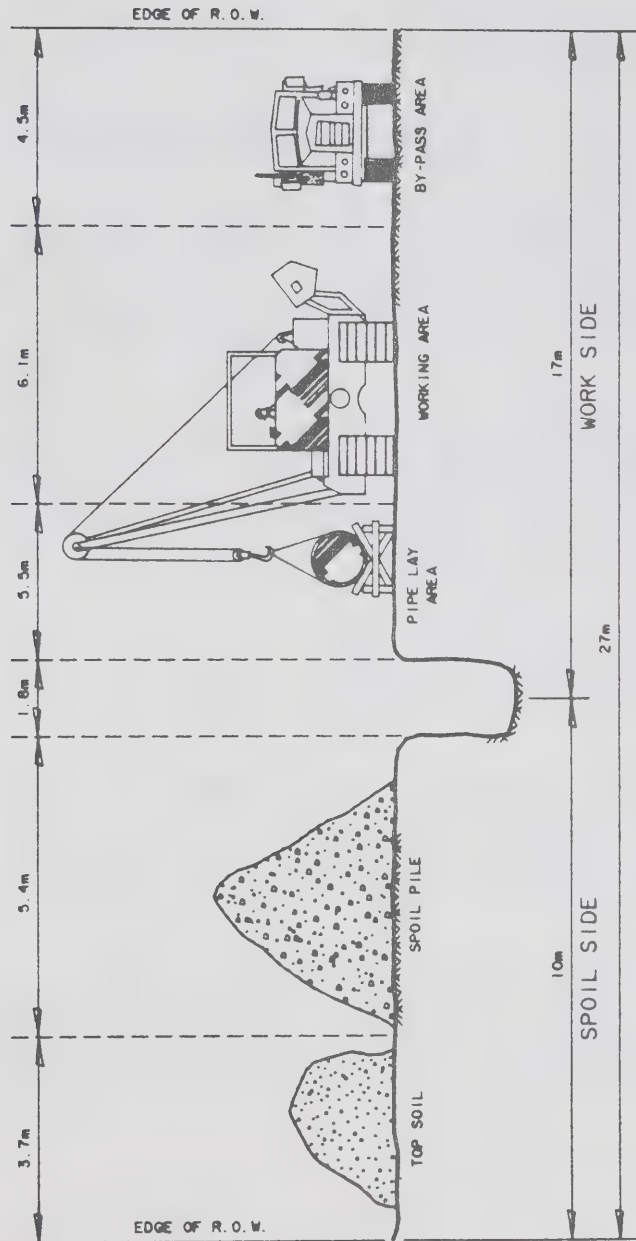 EDGE OF R.O.W.
4.5m
BY-PASS AREA
6.1m
WORKING AREA
17m
WORK SIDE
5.5m
PIPE LAY
AREA
27m
1.8m
5.4m
SPOIL PILE
10m
SPOIL SIDE
3.7m
TOP SOIL
EDGE OF R.O.W.